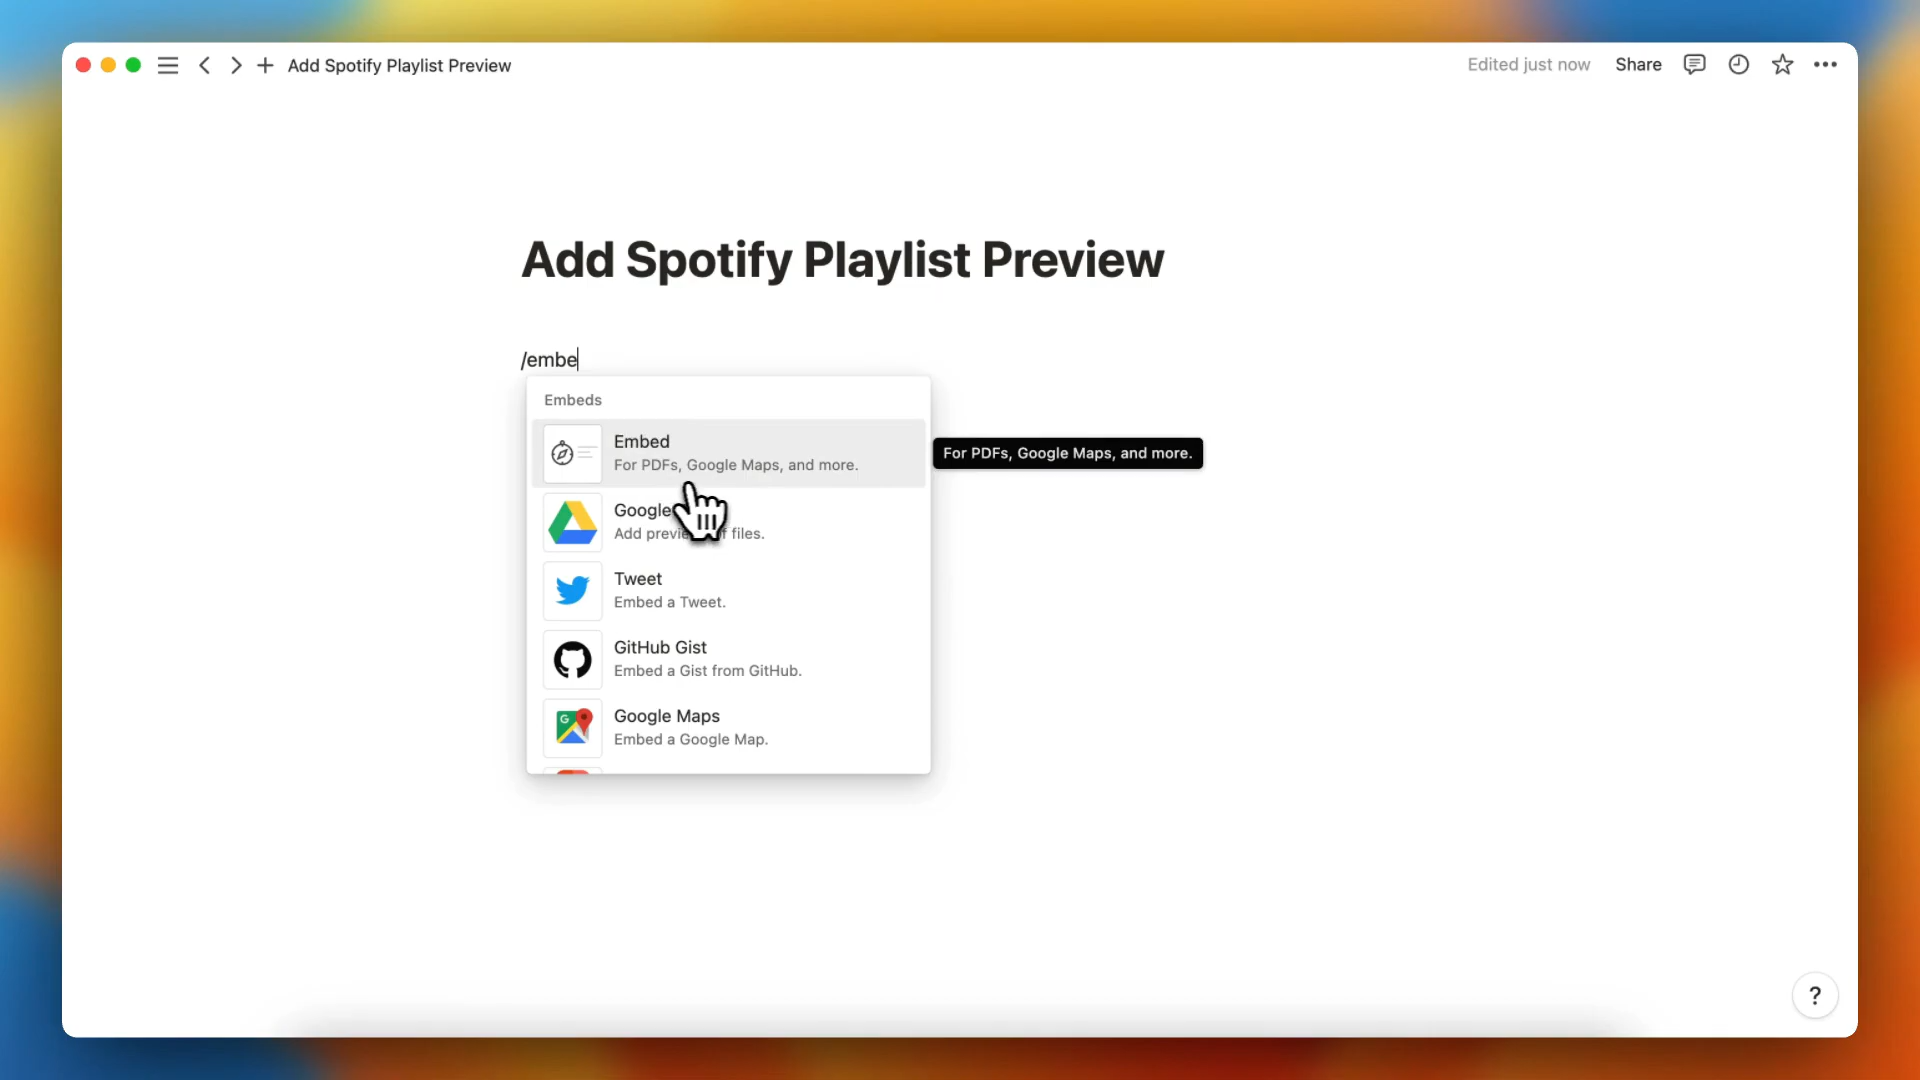 Add Spotify Playlist Preview
Edited just now
Share
Add Spotify Playlist Preview
/embe
Embeds
Embed
For PDFs, Google Maps, and more.
For PDFs, Google Maps, and more.
Google
Add files.
Tweet
Embed a Tweet.
GitHub Gist
Embed a Gist from GitHub.
Google Maps
Embed a Google Map.
?